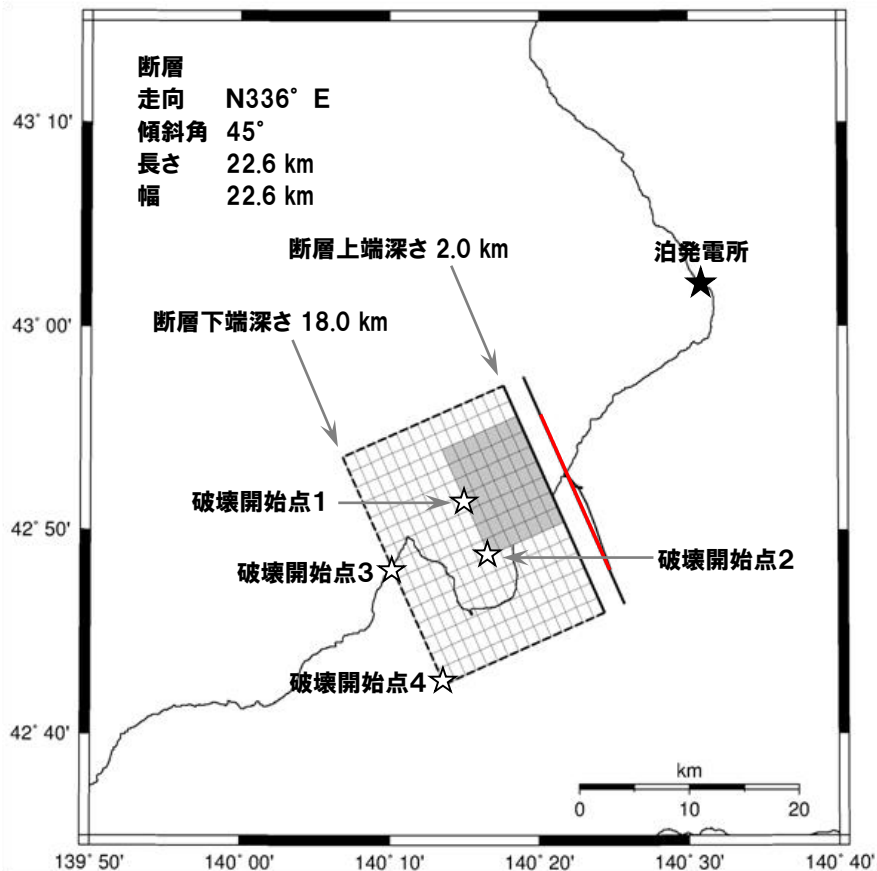 断層
走向 N336° E
傾斜角 45°
長さ 22.6 km
幅 22.6 km
断層上端深さ 2.0 km
泊発電所
断層下端深さ 18.0 km
破壊開始点1
破壊開始点2
破壊開始点3
破壊開始点4
43° 10'
43° 00'
42° 50'
42° 40'
km
0 10 20
139° 50' 140° 00' 140° 10' 140° 20' 140° 30' 140° 40'